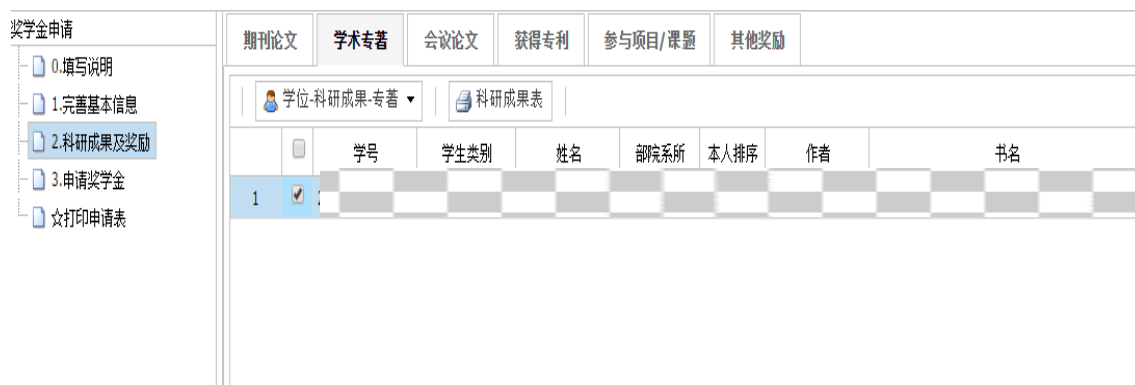 奖学金申请
0.填写说明
1.完善基本信息
2.科研成果及奖励
3.申请奖学金
☆打印申请表
期刊论文 学术专著 会议论文 获得专利 参与项目/课题 其他奖励
学位-科研成果-专著 科研成果表
学号 学生类别 姓名 部院系所 本人排序 作者 书名
1